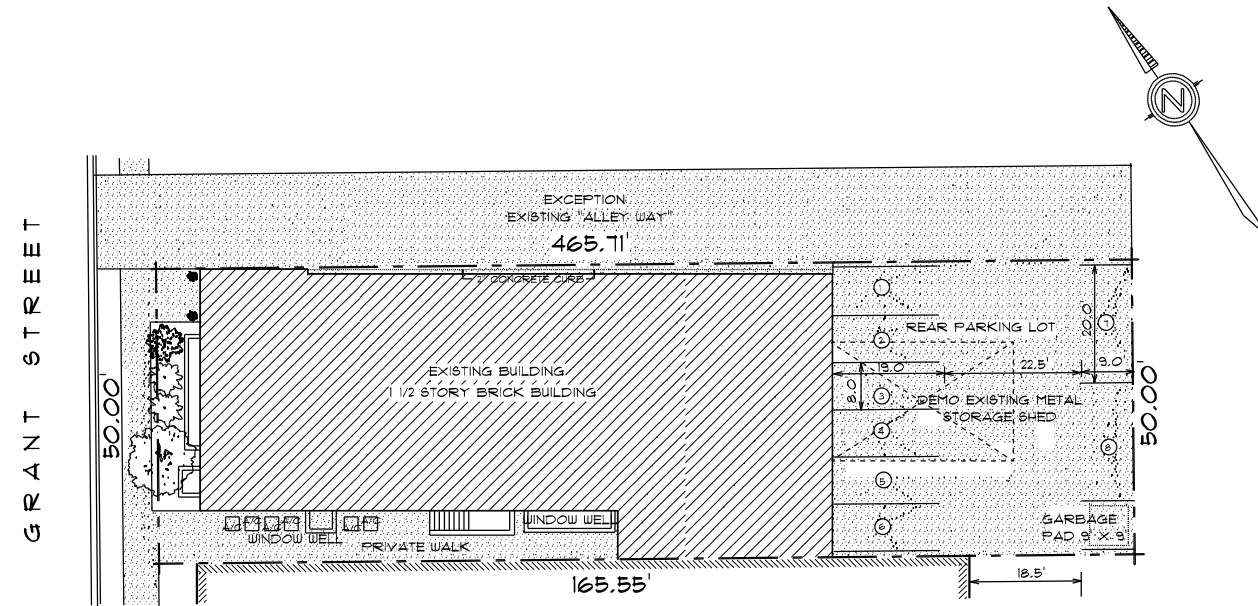 N
EXCEPTION
EXISTING "ALLEY WAY"
465.71'
2" CONCRETE CURB
GRANT STREET
50.00'
EXISTING BUILDING
1 1/2 STORY BRICK BUILDING
1
2
3
4
5
6
REAR PARKING LOT
19.0'
22.5'
8.0'
20.0'
9.0'
7
8
DEMO EXISTING METAL
STORAGE SHED
50.00'
A/C A/C A/C A/C A/C A/C
WINDOW WELL
PRIVATE WALK
WINDOW WELL
GARBAGE
PAD 9' X 9'
165.55'
18.5'